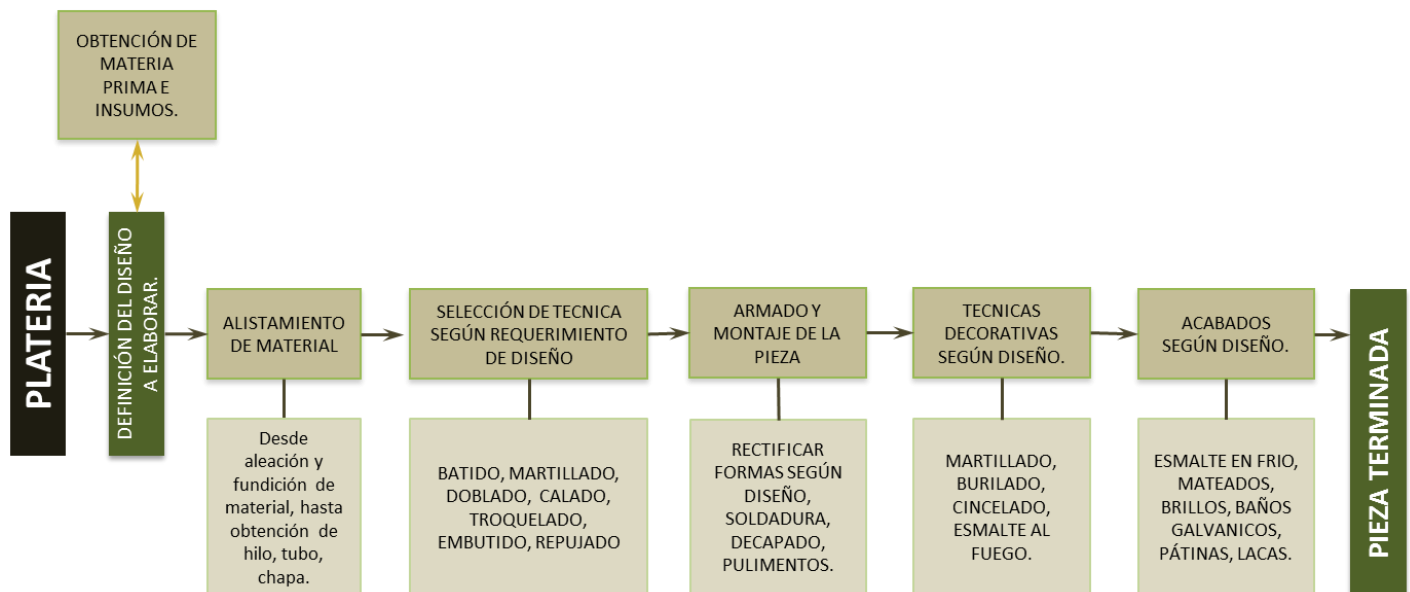 OBTENCIÓN DE
MATERIA
PRIMA E
INSUMOS.
PLATERIA
DEFINICIÓN DEL DISEÑO
A ELABORAR.
ALISTAMIENTO
DE MATERIAL
Desde
aleación y
fundición de
material, hasta
obtención de
hilo, tubo,
chapa.
SELECCIÓN DE TECNICA
SEGÚN REQUERIMIENTO
DE DISEÑO
BATIDO, MARTILLADO,
DOBLADO, CALADO,
TROQUELADO,
EMBUTIDO, REPUJADO
ARMADO Y
MONTAJE DE LA
PIEZA
RECTIFICAR
FORMAS SEGÚN
DISEÑO,
SOLDADURA,
DECAPADO,
PULIMENTOS.
TECNICAS
DECORATIVAS
SEGÚN DISEÑO.
MARTILLADO,
BURILADO,
CINCELADO,
ESMALTE AL
FUEGO.
ACABADOS
SEGÚN DISEÑO.
ESMALTE EN FRIO,
MATEADOS,
BRILLOS, BAÑOS
GALVANICOS,
PÁTINAS, LACAS.
PIEZA TERMINADA